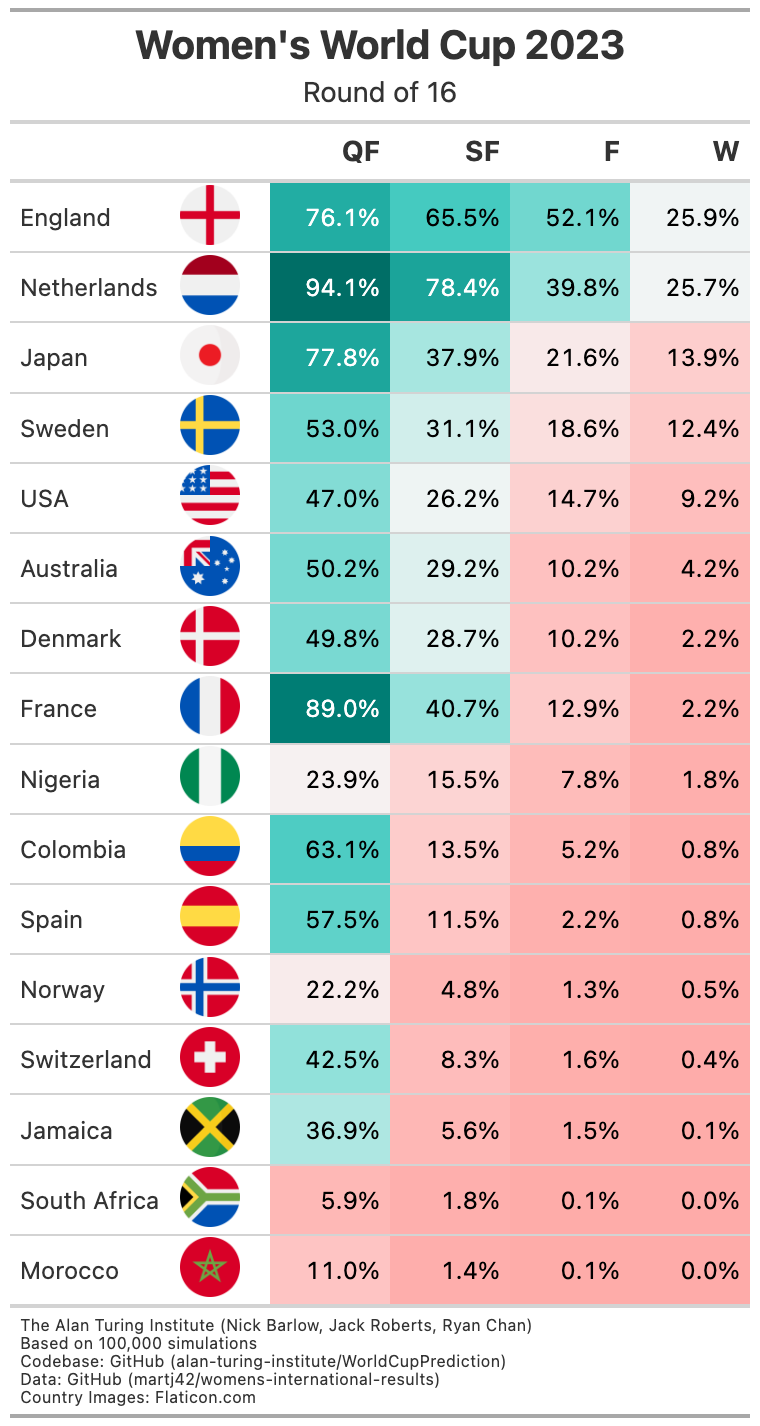 Women's World Cup 2023
Round of 16
QF SF F W
England 76.1% 65.5% 52.1% 25.9%
Netherlands 94.1% 78.4% 39.8% 25.7%
Japan 77.8% 37.9% 21.6% 13.9%
Sweden 53.0% 31.1% 18.6% 12.4%
USA 47.0% 26.2% 14.7% 9.2%
Australia 50.2% 29.2% 10.2% 4.2%
Denmark 49.8% 28.7% 10.2% 2.2%
France 89.0% 40.7% 12.9% 2.2%
Nigeria 23.9% 15.5% 7.8% 1.8%
Colombia 63.1% 13.5% 5.2% 0.8%
Spain 57.5% 11.5% 2.2% 0.8%
Norway 22.2% 4.8% 1.3% 0.5%
Switzerland 42.5% 8.3% 1.6% 0.4%
Jamaica 36.9% 5.6% 1.5% 0.1%
South Africa 5.9% 1.8% 0.1% 0.0%
Morocco 11.0% 1.4% 0.1% 0.0%
The Alan Turing Institute (Nick Barlow, Jack Roberts, Ryan Chan)
Based on 100,000 simulations
Codebase: GitHub (alan-turing-institute/WorldCupPrediction)
Data: GitHub (martj42/womens-international-results)
Country Images: Flaticon.com